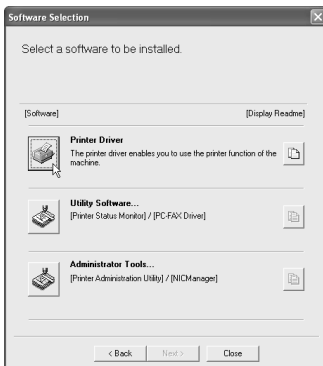 Software Selection
Select a software to be installed.
[Software] [Display Readme]
Printer Driver
The printer driver enables you to use the printer function of the
machine.
Utility Software...
[Printer Status Monitor] / [PC-FAX Driver]
Administrator Tools...
[Printer Administration Utility] / [NICManager]
< Back Next > Close